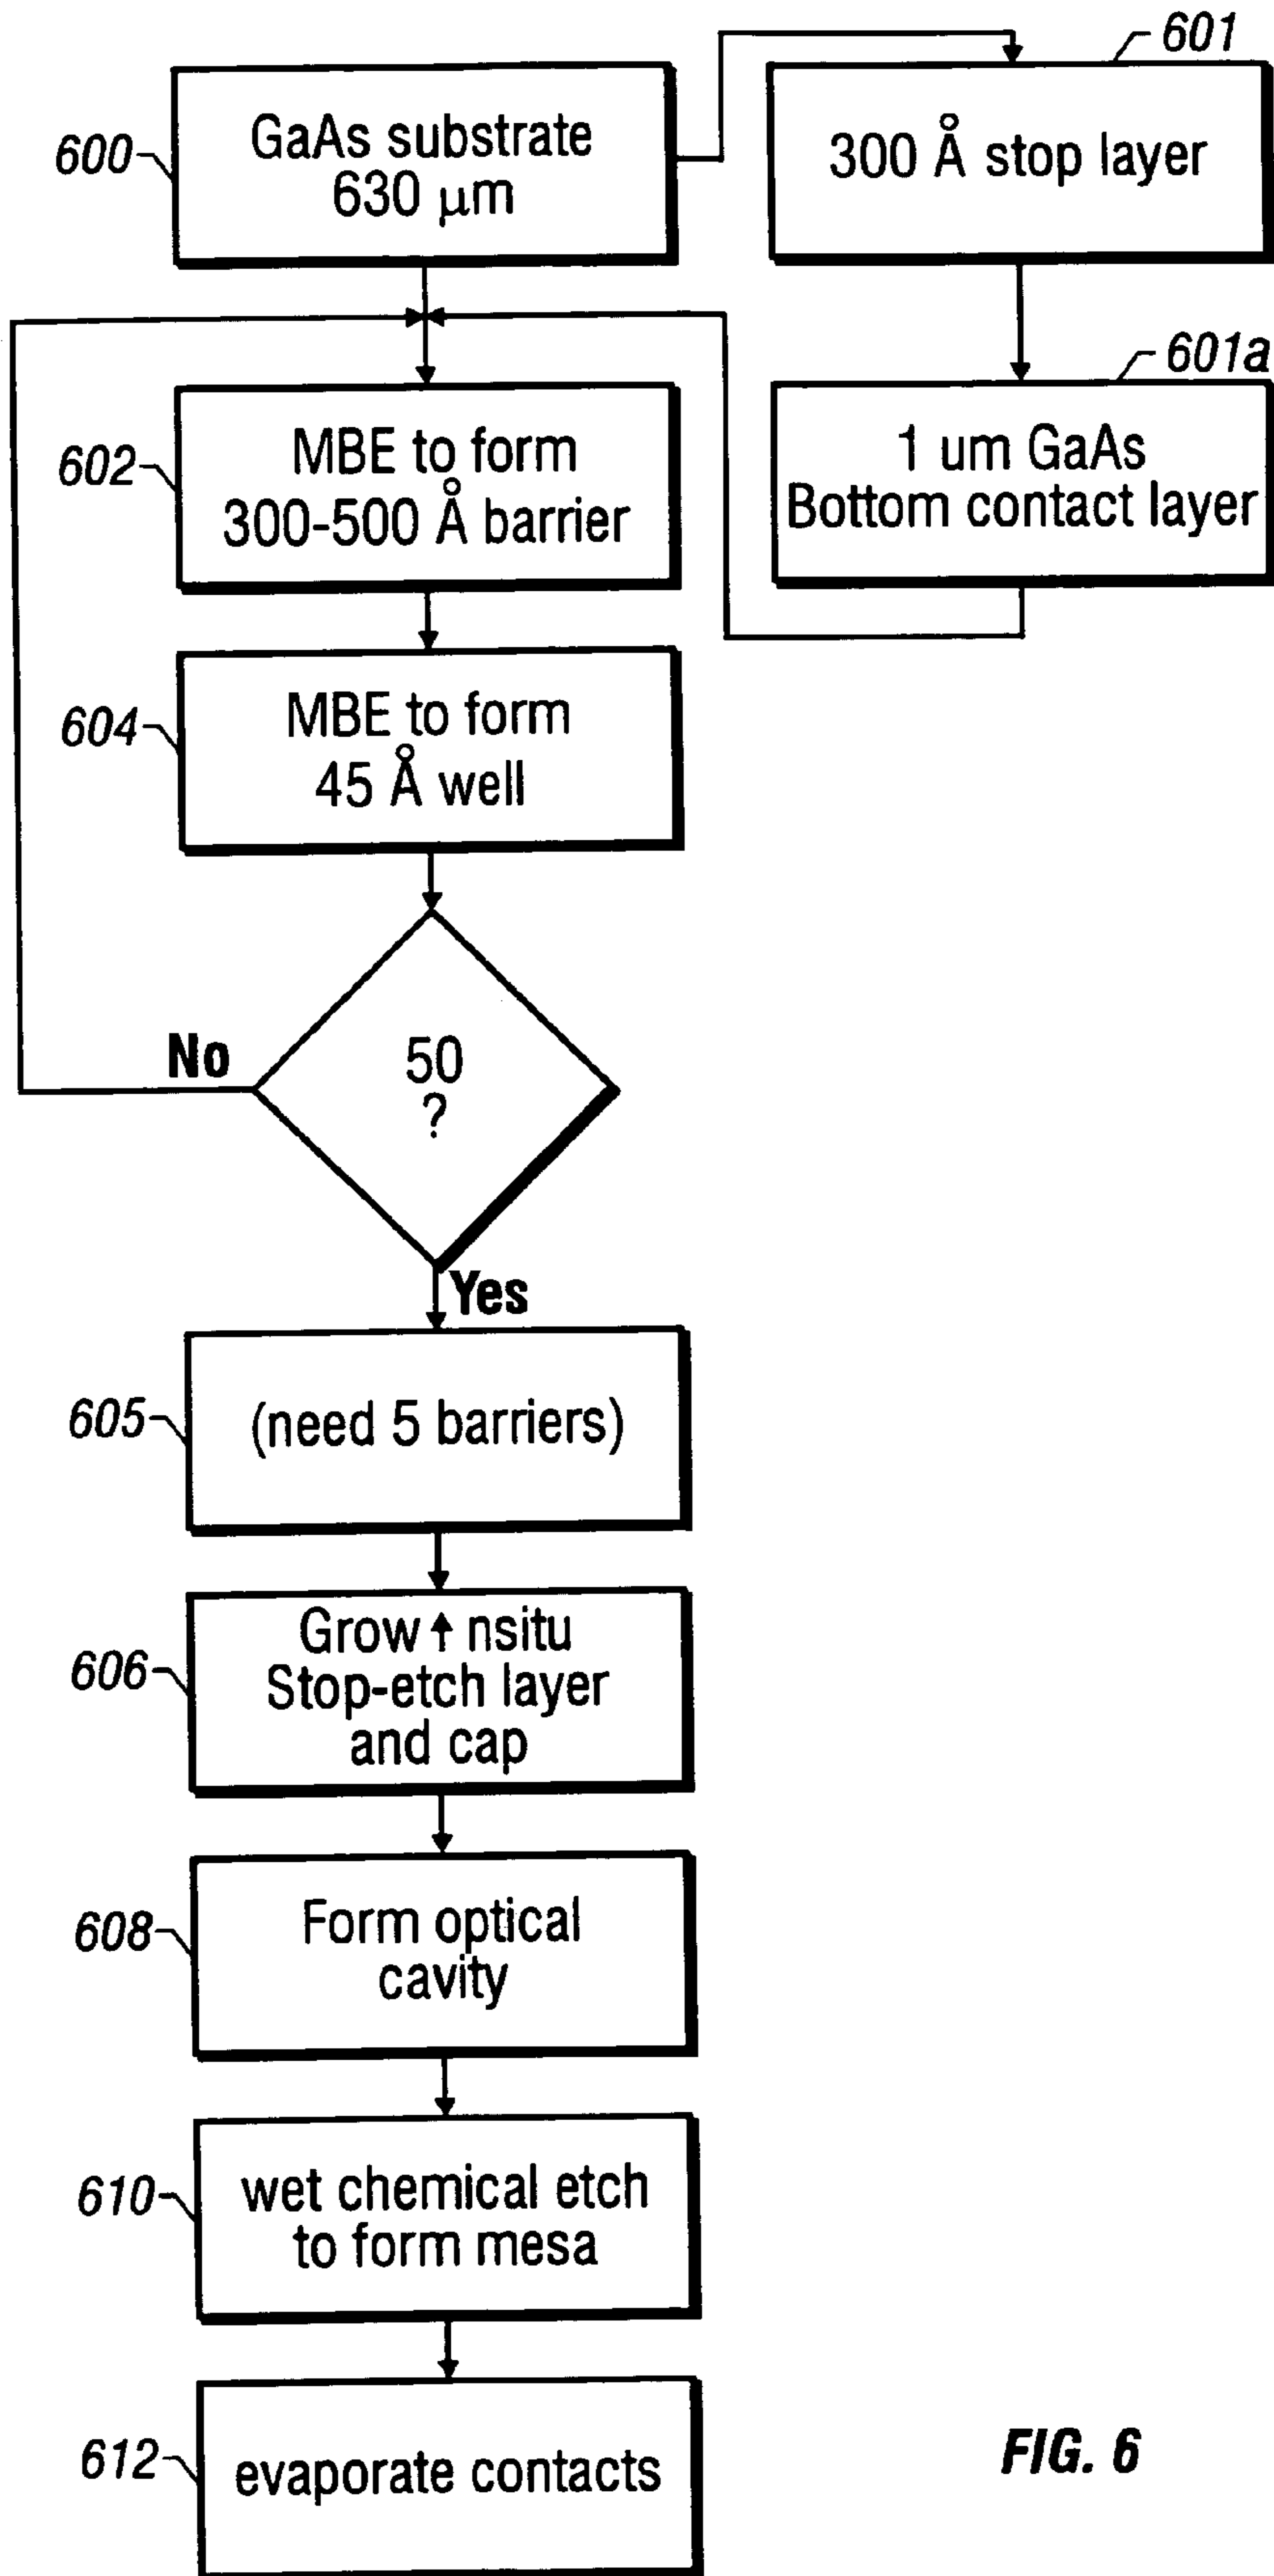 600
GaAs substrate
630 μm
601
300 Å stop layer
601a
1 um GaAs
Bottom contact layer
602
MBE to form
300-500 Å barrier
604
MBE to form
45 Å well
50
?
No
Yes
605
(need 5 barriers)
606
Grow ↑ nsitu
Stop-etch layer
and cap
608
Form optical
cavity
610
wet chemical etch
to form mesa
612
evaporate contacts
FIG. 6